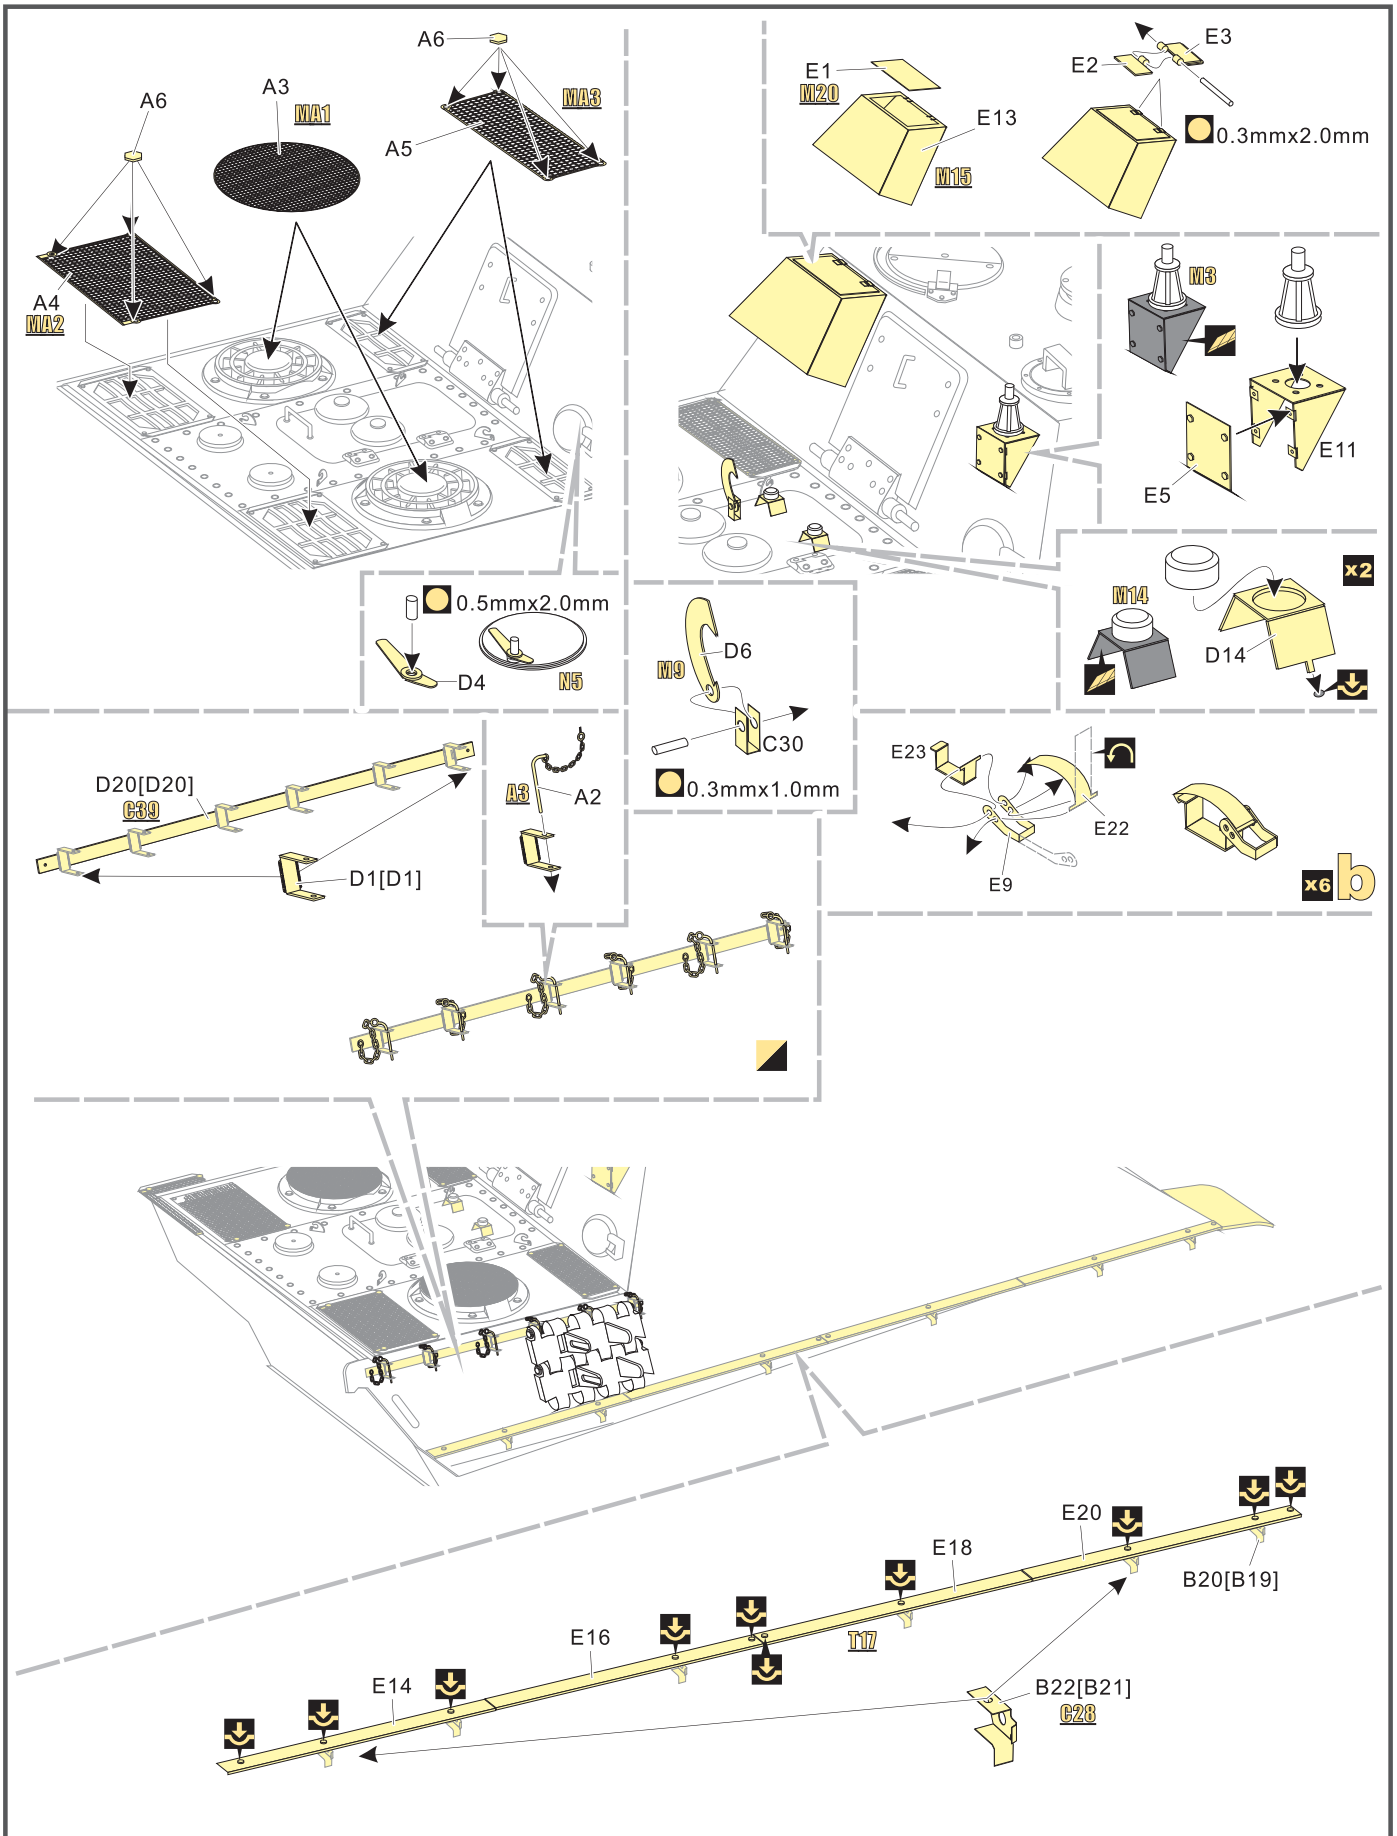 A6
A6
A3
MA1
MA3
A5
A4
MA2
E1
M20
E13
M15
E2
E3
0.3mmx2.0mm
M3
E11
E5
x2
M14
D14
0.5mmx2.0mm
D4
N5
D6
M9
C30
0.3mmx1.0mm
D20[D20]
C39
D1[D1]
A3
A2
E23
E22
E9
x6
b
E20
E18
B20[B19]
T17
E16
E14
B22[B21]
C28